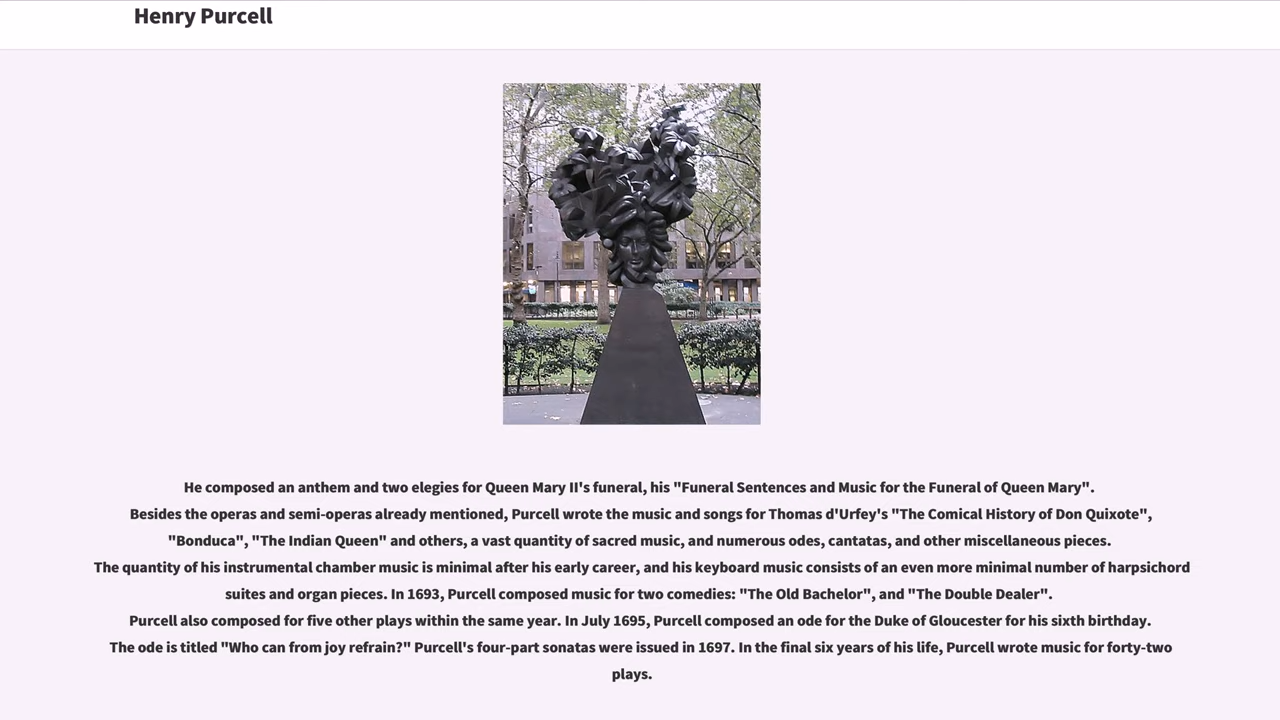 Henry Purcell
He composed an anthem and two elegies for Queen Mary II's funeral, his "Funeral Sentences and Music for the Funeral of Queen Mary".
Besides the operas and semi-operas already mentioned, Purcell wrote the music and songs for Thomas d'Urfey's "The Comical History of Don Quixote",
"Bonduca", "The Indian Queen" and others, a vast quantity of sacred music, and numerous odes, cantatas, and other miscellaneous pieces.
The quantity of his instrumental chamber music is minimal after his early career, and his keyboard music consists of an even more minimal number of harpsichord
suites and organ pieces. In 1693, Purcell composed music for two comedies: "The Old Bachelor", and "The Double Dealer".
Purcell also composed for five other plays within the same year. In July 1695, Purcell composed an ode for the Duke of Gloucester for his sixth birthday.
The ode is titled "Who can from joy refrain?" Purcell's four-part sonatas were issued in 1697. In the final six years of his life, Purcell wrote music for forty-two
plays.